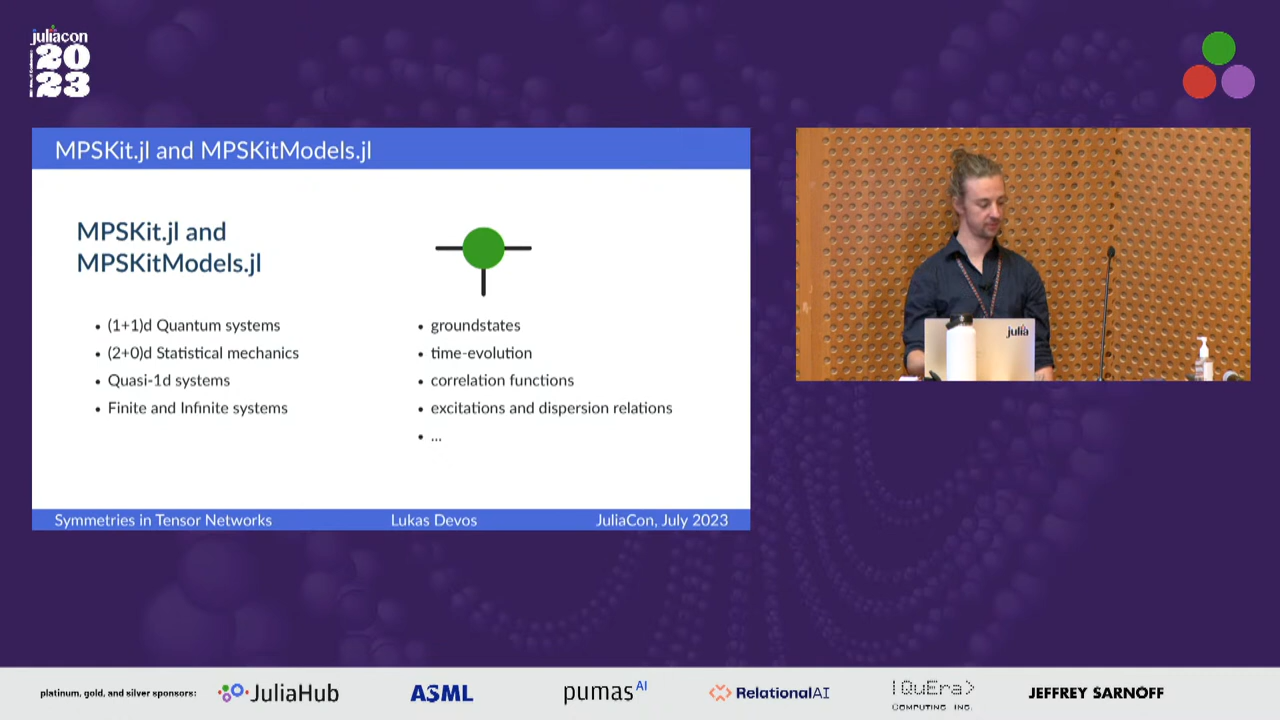 juliacon
20
23
MPSKit.jl and MPSKitModels.jl
MPSKit.jl and
MPSKitModels.jl
• (1+1)d Quantum systems
• (2+0)d Statistical mechanics
• Quasi-1d systems
• Finite and Infinite systems
• groundstates
• time-evolution
• correlation functions
• excitations and dispersion relations
• ...
Symmetries in Tensor Networks Lukas Devos JuliaCon, July 2023
julia
platinum, gold, and silver sponsors:
JuliaHub
ASML
pumasAI
RelationalAI
|QuEra>
COMPUTING INC.
JEFFREY SARNOFF